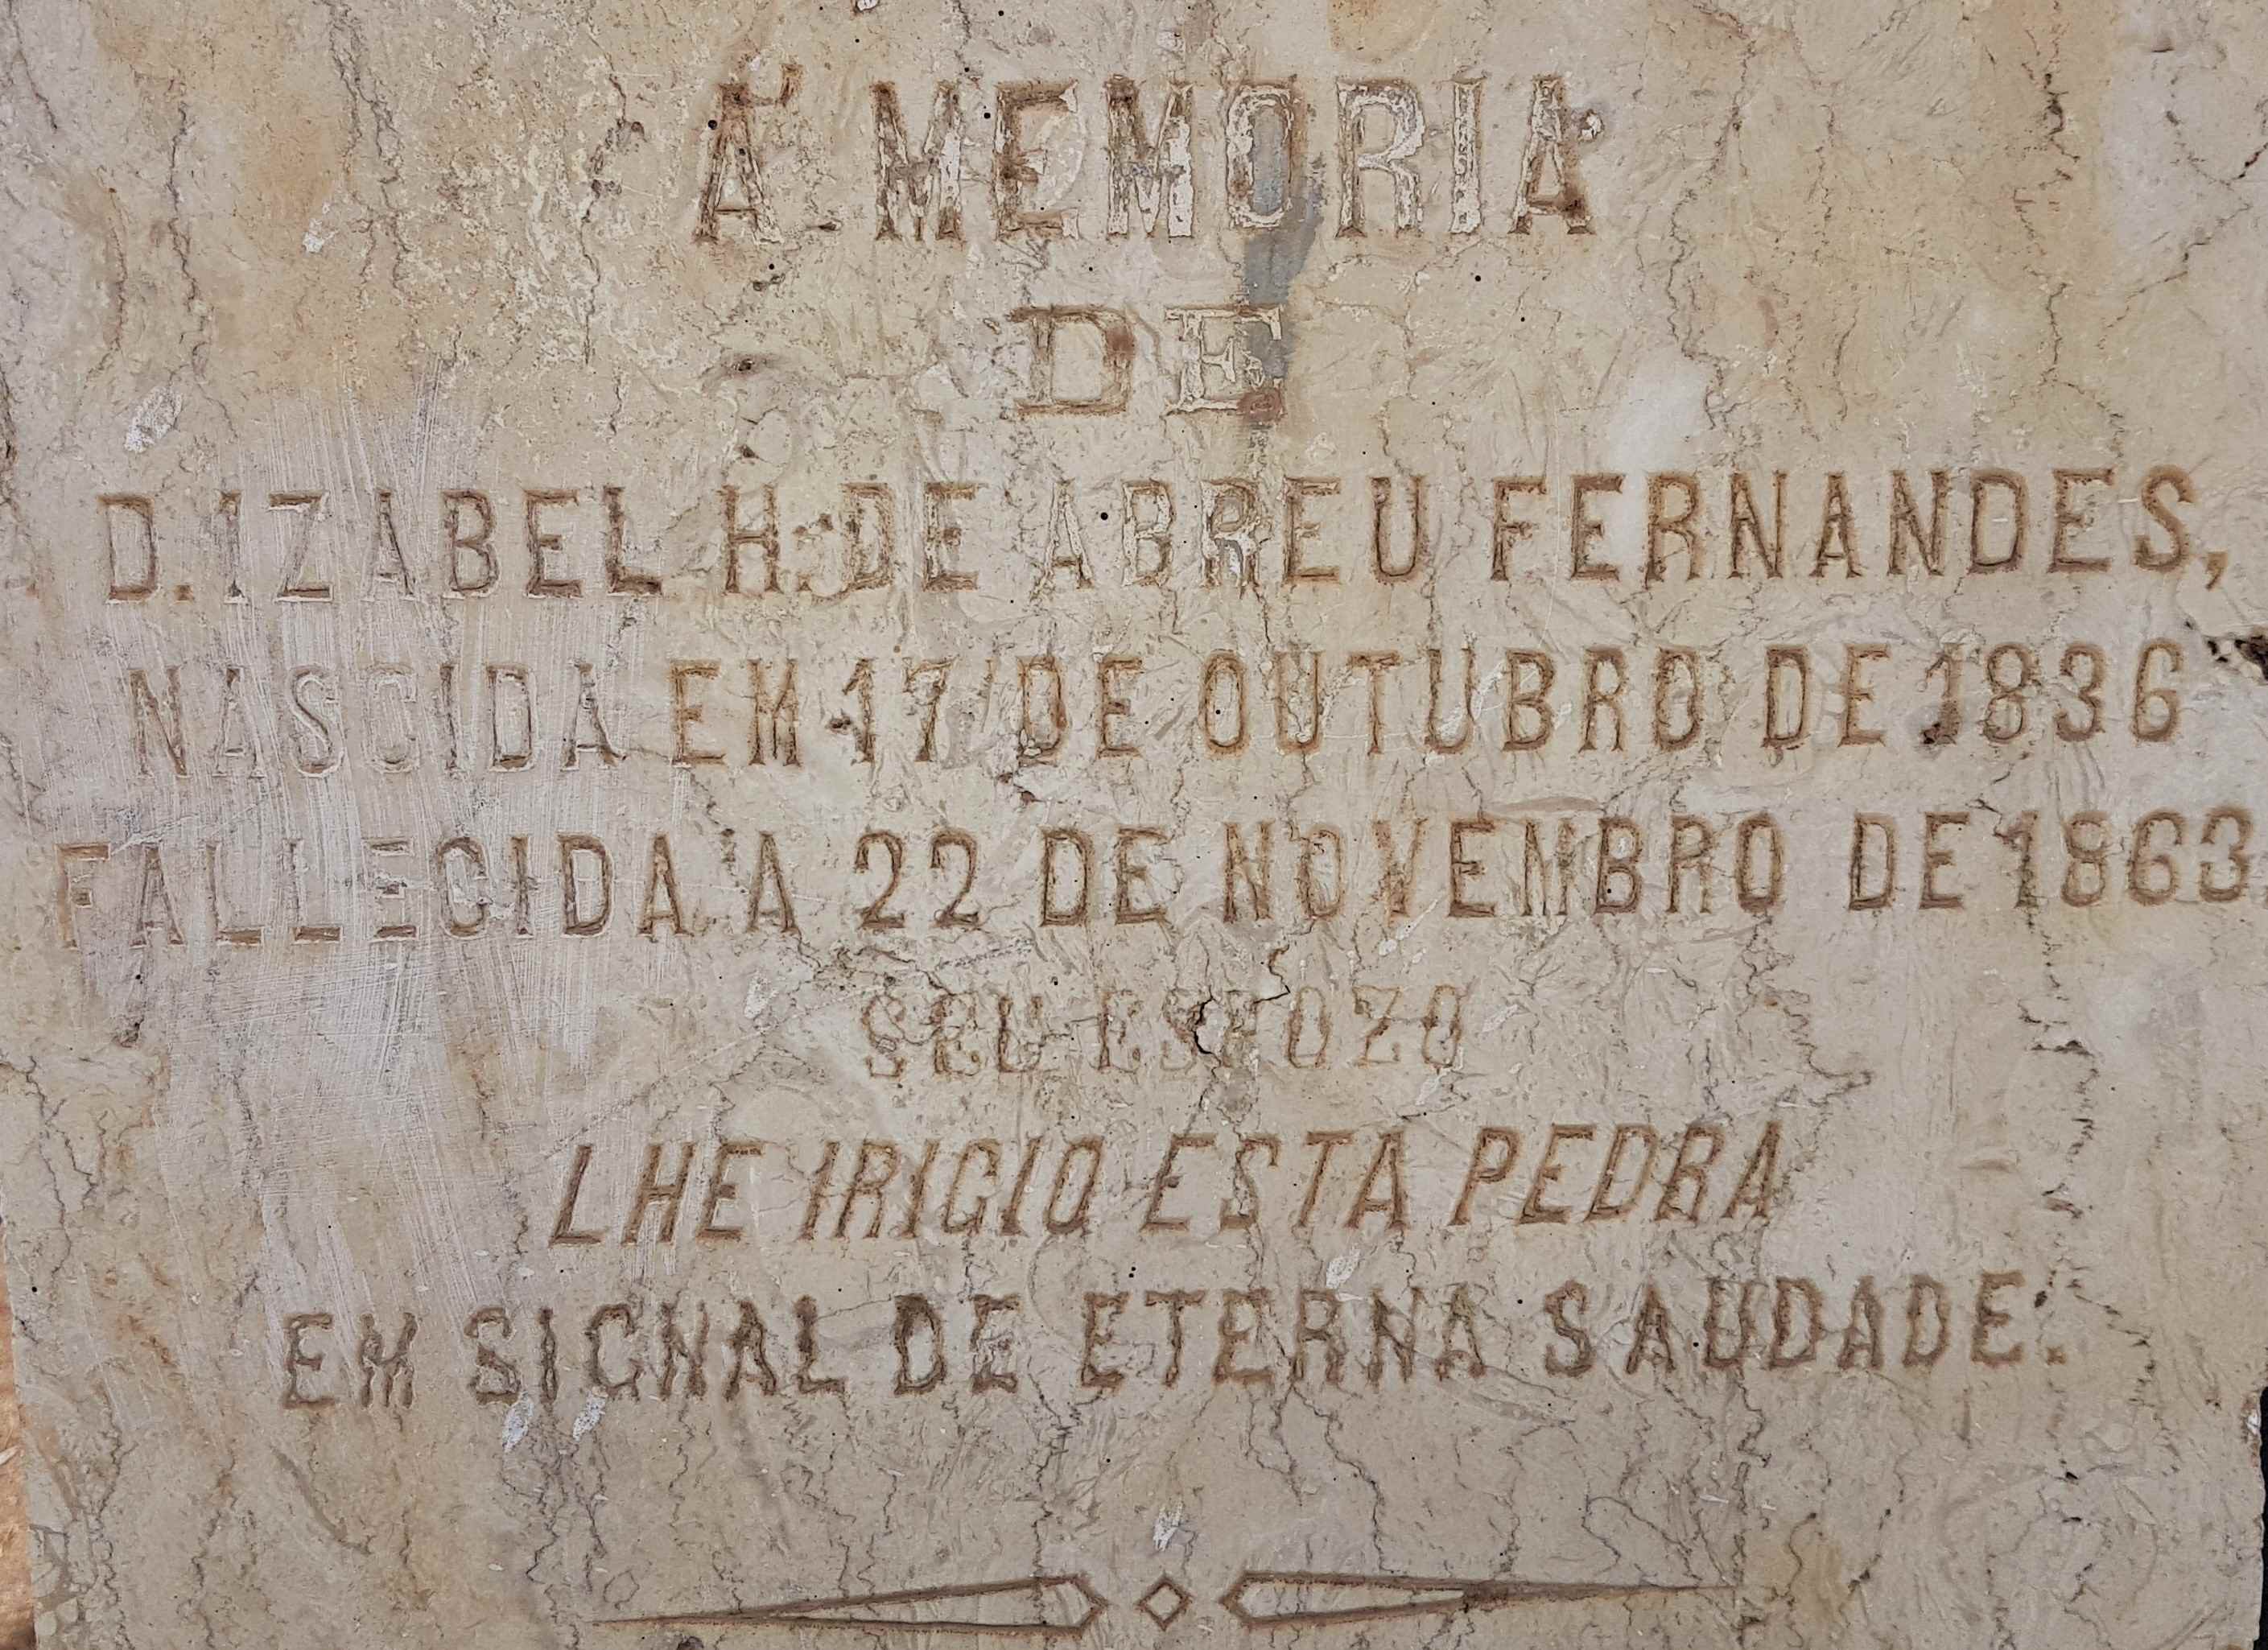 Á MEMORIA
DE
D. IZABEL H. DE ABREU FERNANDES,
NASCIDA EM 17 DE OUTUBRO DE 1836
FALLECIDA A 22 DE NOVEMBRO DE 1863
SEU ESPOZO
LHE IRIGIO ESTA PEDRA
EM SIGNAL DE ETERNA SAUDADE.